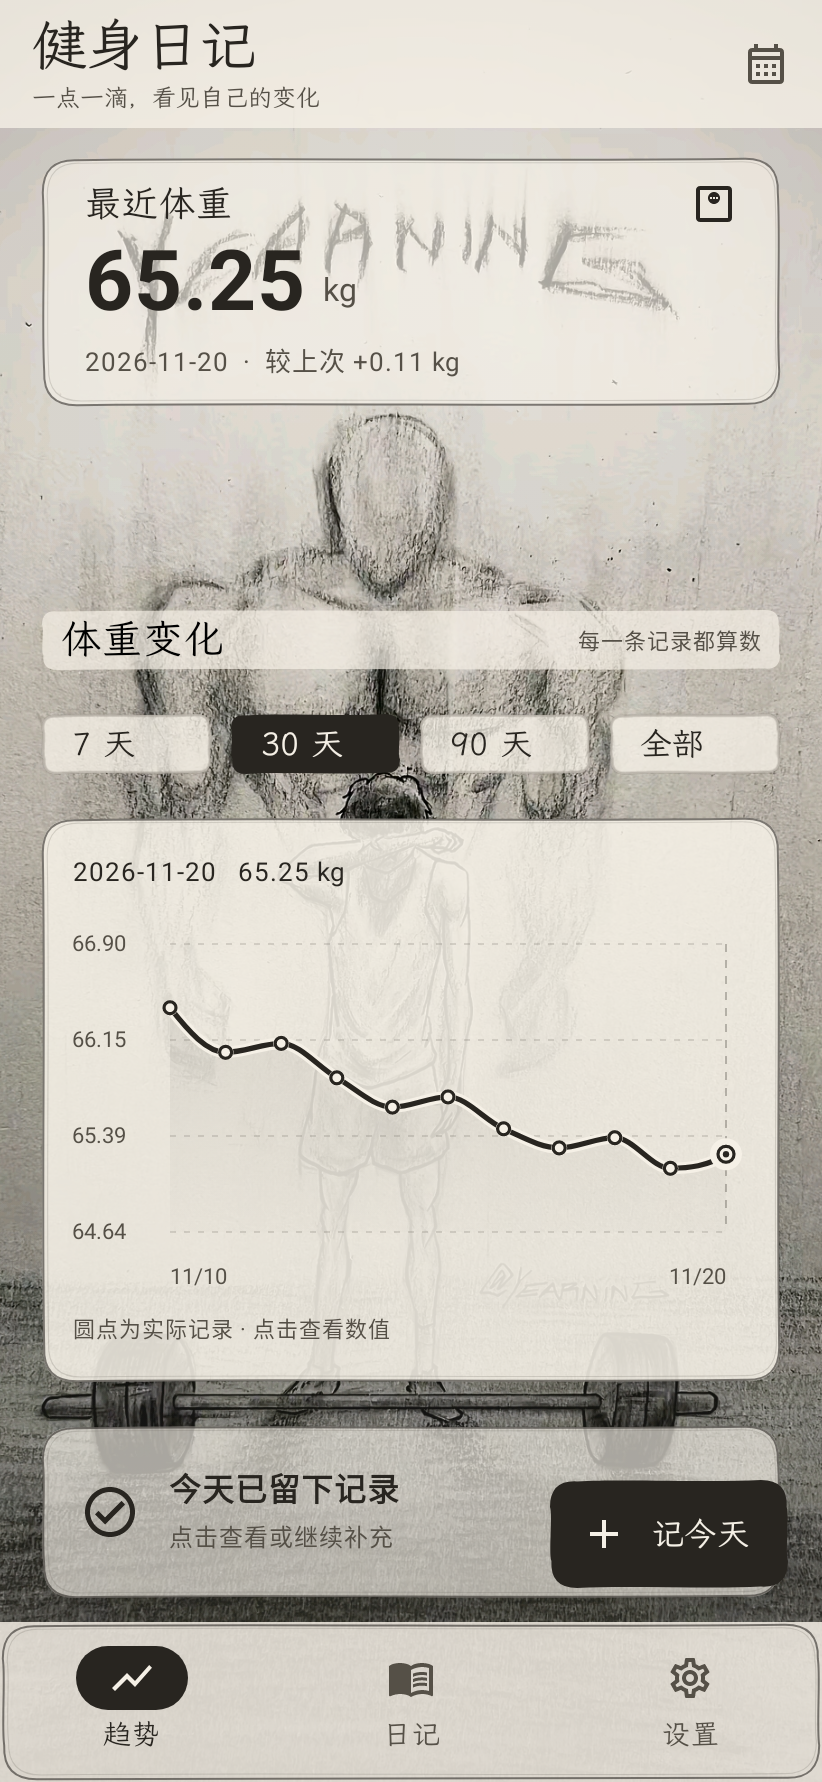 健身日记
一点一滴，看见自己的变化
最近体重
YEARNING
65.25 kg
2026-11-20 · 较上次 +0.11 kg
体重变化
每一条记录都算数
7 天
30 天
90 天
全部
2026-11-20 65.25 kg
66.90
66.15
65.39
64.64
11/10
11/20
@YEARNING
圆点为实际记录 · 点击查看数值
今天已留下记录
点击查看或继续补充
+ 记今天
趋势
日记
设置